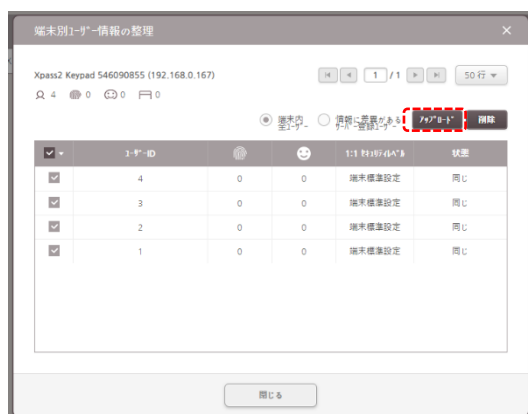 端末別ﾕｰｻﾞｰ情報の整理
Xpass2 Keypad 546090855 (192.168.0.167)
1 / 1
50 行
4 0 0 0
端末内 全ﾕｰｻﾞｰ
情報に差異がある ｻｰﾊﾞｰ登録ﾕｰｻﾞｰ
ｱｯﾌﾟﾛｰﾄﾞ 削除
ﾕｰｻﾞｰID 1:1 ｾｷｭﾘﾃｨﾚﾍﾞﾙ 状態
4 0 0 端末標準設定 同じ
3 0 0 端末標準設定 同じ
2 0 0 端末標準設定 同じ
1 0 0 端末標準設定 同じ
閉じる